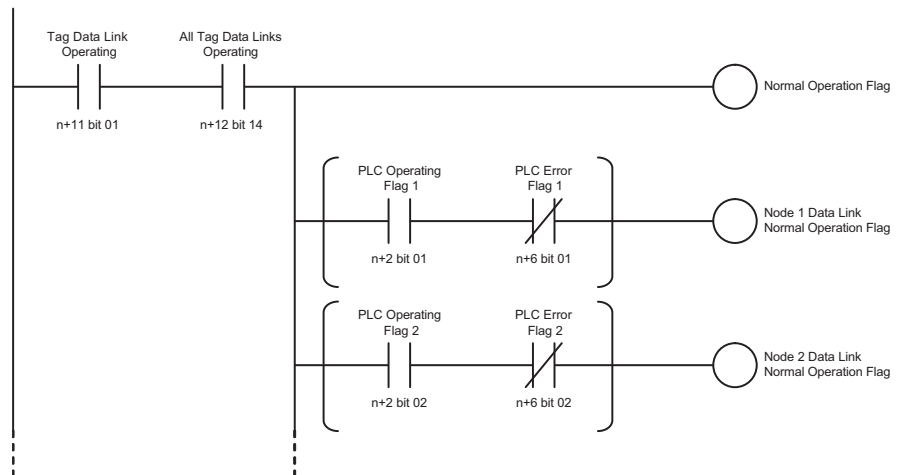 Tag Data Link
Operating
All Tag Data Links
Operating
n+11 bit 01
n+12 bit 14
Normal Operation Flag
PLC Operating
Flag 1
PLC Error
Flag 1
n+2 bit 01
n+6 bit 01
Node 1 Data Link
Normal Operation Flag
PLC Operating
Flag 2
PLC Error
Flag 2
n+2 bit 02
n+6 bit 02
Node 2 Data Link
Normal Operation Flag